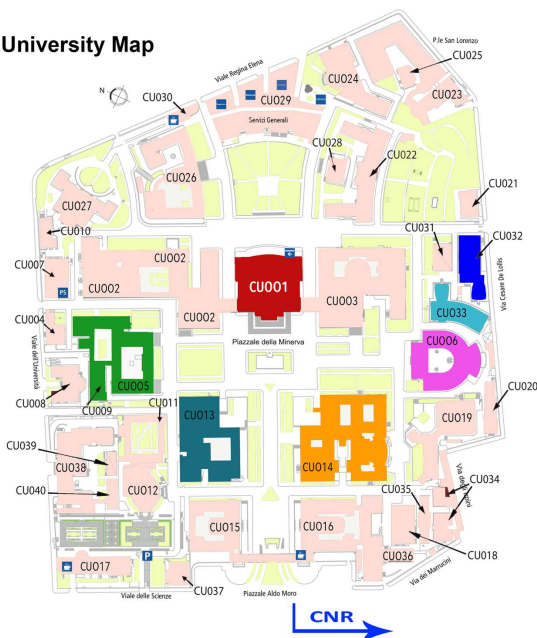 University Map
P.le San Lorenzo
CU025
Viale Regina Elena
CU024
N
CU030
CU029
CU023
Servizi Generali
CU028
CU022
CU026
CU021
CU027
CU010
CU031
CU032
CU007
CU002
CU002
CU001
CU003
PS
CU002
Via Cesare De Lollis
CU033
CU004
Piazzale della Minerva
CU006
Viale dell'Università
CU005
CU008
CU009
CU011
CU020
CU013
CU019
CU039
CU038
CU014
CU034
CU040
CU012
CU035
CU015
CU016
CU018
CU036
P
CU017
CU037
Via dei Marrucini
Viale delle Scienze
Piazzale Aldo Moro
CNR